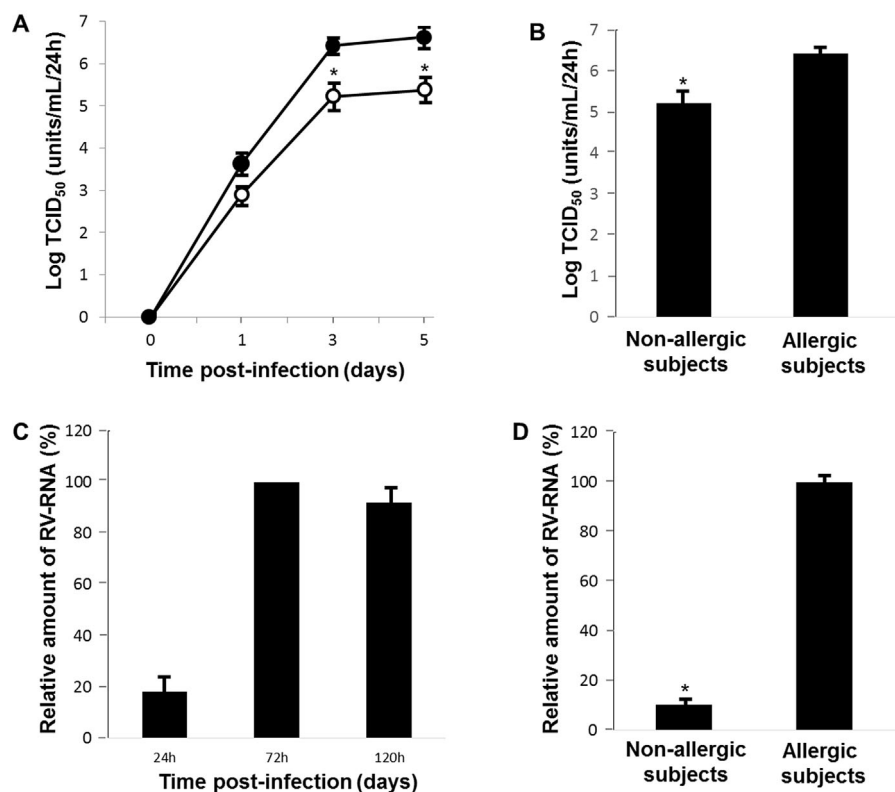 A
Log TCID50 (units/mL/24h)
7
6
5
4
3
2
1
0
*
*
0
1
3
5
Time post-infection (days)
B
Log TCID50 (units/mL/24h)
7
6
5
4
3
2
1
0
*
Non-allergic
subjects
Allergic
subjects
C
Relative amount of RV-RNA (%)
120
100
80
60
40
20
0
24h
72h
120h
Time post-infection (days)
D
Relative amount of RV-RNA (%)
120
100
80
60
40
20
0
*
Non-allergic
subjects
Allergic
subjects